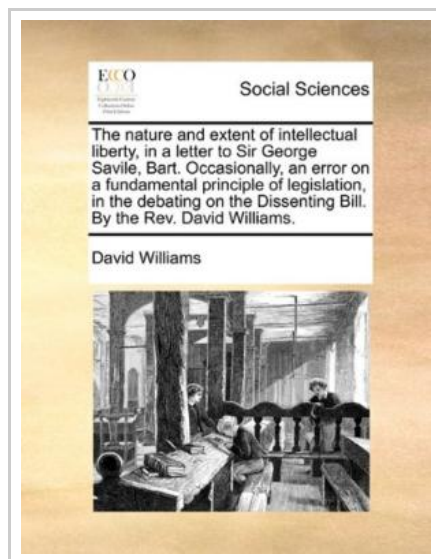 ECCO
Social Sciences
The nature and extent of intellectual
liberty, in a letter to Sir George
Savile, Bart. Occasionally, an error on
a fundamental principle of legislation,
in the debating on the Dissenting Bill.
By the Rev. David Williams.
David Williams